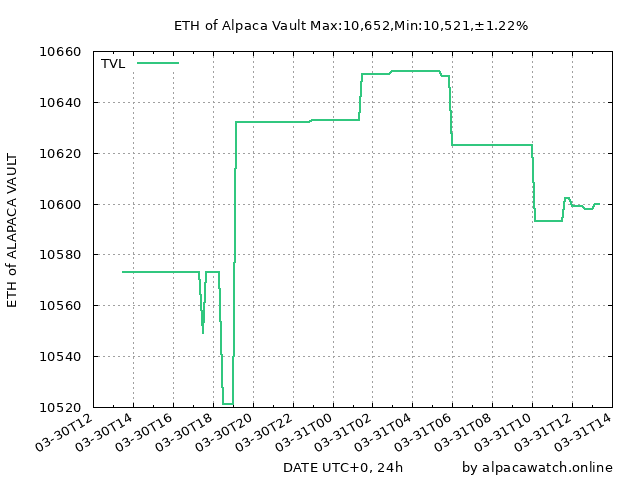 ETH of Alpaca Vault Max:10,652,Min:10,521,±1.22%
TVL
ETH of ALAPACA VAULT
10660
10640
10620
10600
10580
10560
10540
10520
03-30T12
03-30T14
03-30T16
03-30T18
03-30T20
03-30T22
03-31T00
03-31T02
03-31T04
03-31T06
03-31T08
03-31T10
03-31T12
03-31T14
DATE UTC+0, 24h
by alpacawatch.online